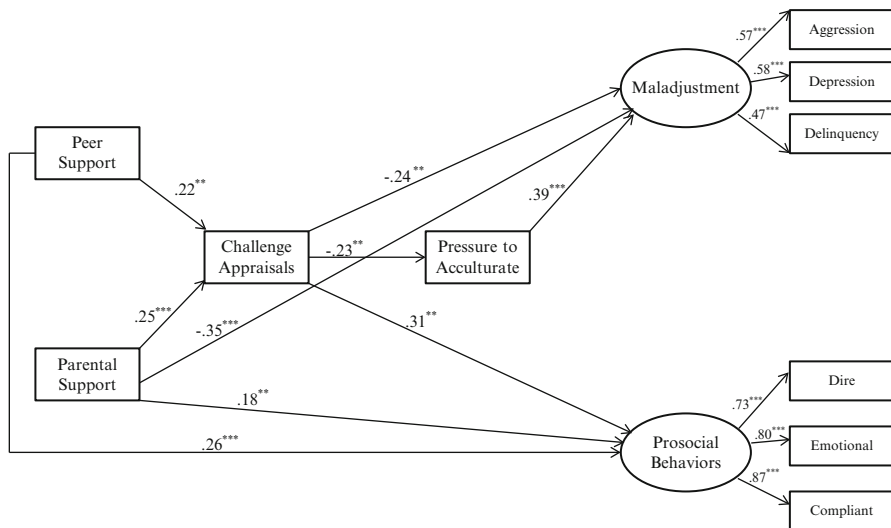 .57***
Aggression
Maladjustment
.58***
Depression
.47***
Delinquency
Peer
Support
.22**
-.24**
.39***
Challenge
Appraisals
-.23**
Pressure to
Acculturate
.25***
-.35***
.31**
Parental
Support
.18**
.26***
Prosocial
Behaviors
.73***
Dire
.80***
Emotional
.87***
Compliant